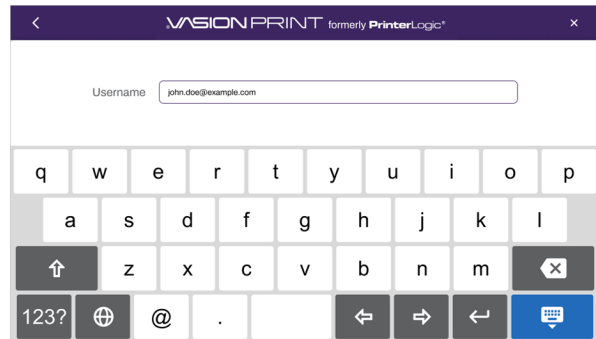 VASION PRINT formerly PrinterLogic®
Username john.doe@example.com
q w e r t y u i o p
a s d f g h j k l
z x c v b n m
123? @ .